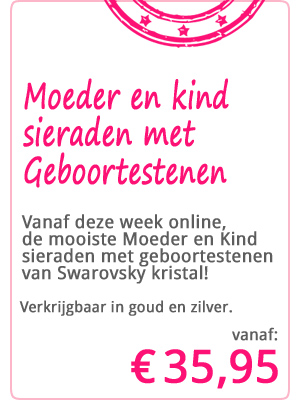 Moeder en kind
sieraden met
Geboortestenen
Vanaf deze week online,
de mooiste Moeder en Kind
sieraden met geboortestenen
van Swarovsky kristal!
Verkrijgbaar in goud en zilver.
vanaf:
€ 35,95